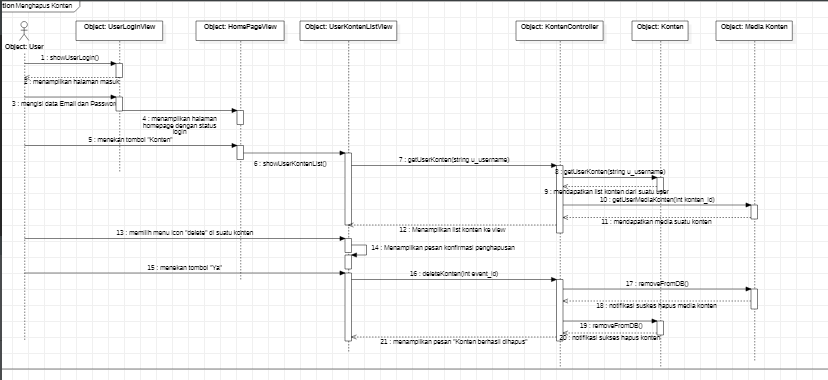 tion Menghapus Konten
Object: UserLoginView
Object: HomePageView
Object: UserKontenListView
Object: KontenController
Object: Konten
Object: Media Konten
Object: User
1 : showUserLogin()
2 : menampilkan halaman masuk
3 : mengisi data Email dan Passwor
4 : menampilkan halaman
homepage dengan status
login
5 : menekan tombol "Konten"
6 : showUserKontenList()
7 : getUserKonten(string u_username)
8 : getUserKonten(string u_username)
9 : mendapatkan list konten dari suatu user
10 : getUserMediaKonten(int konten_id)
11 : mendapatkan media suatu konten
12 : Menampilkan list konten ke view
13 : memilih menu icon "delete" di suatu konten
14 : Menampilkan pesan konfirmasi penghapusan
15 : menekan tombol "Ya"
16 : deleteKonten(int event_id)
17 : removeFromDB()
18 : notifikasi suskes hapus media konten
19 : removeFromDB()
20 : notifikasi sukses hapus konten
21 : menampilkan pesan "Konten berhasil dihapus"